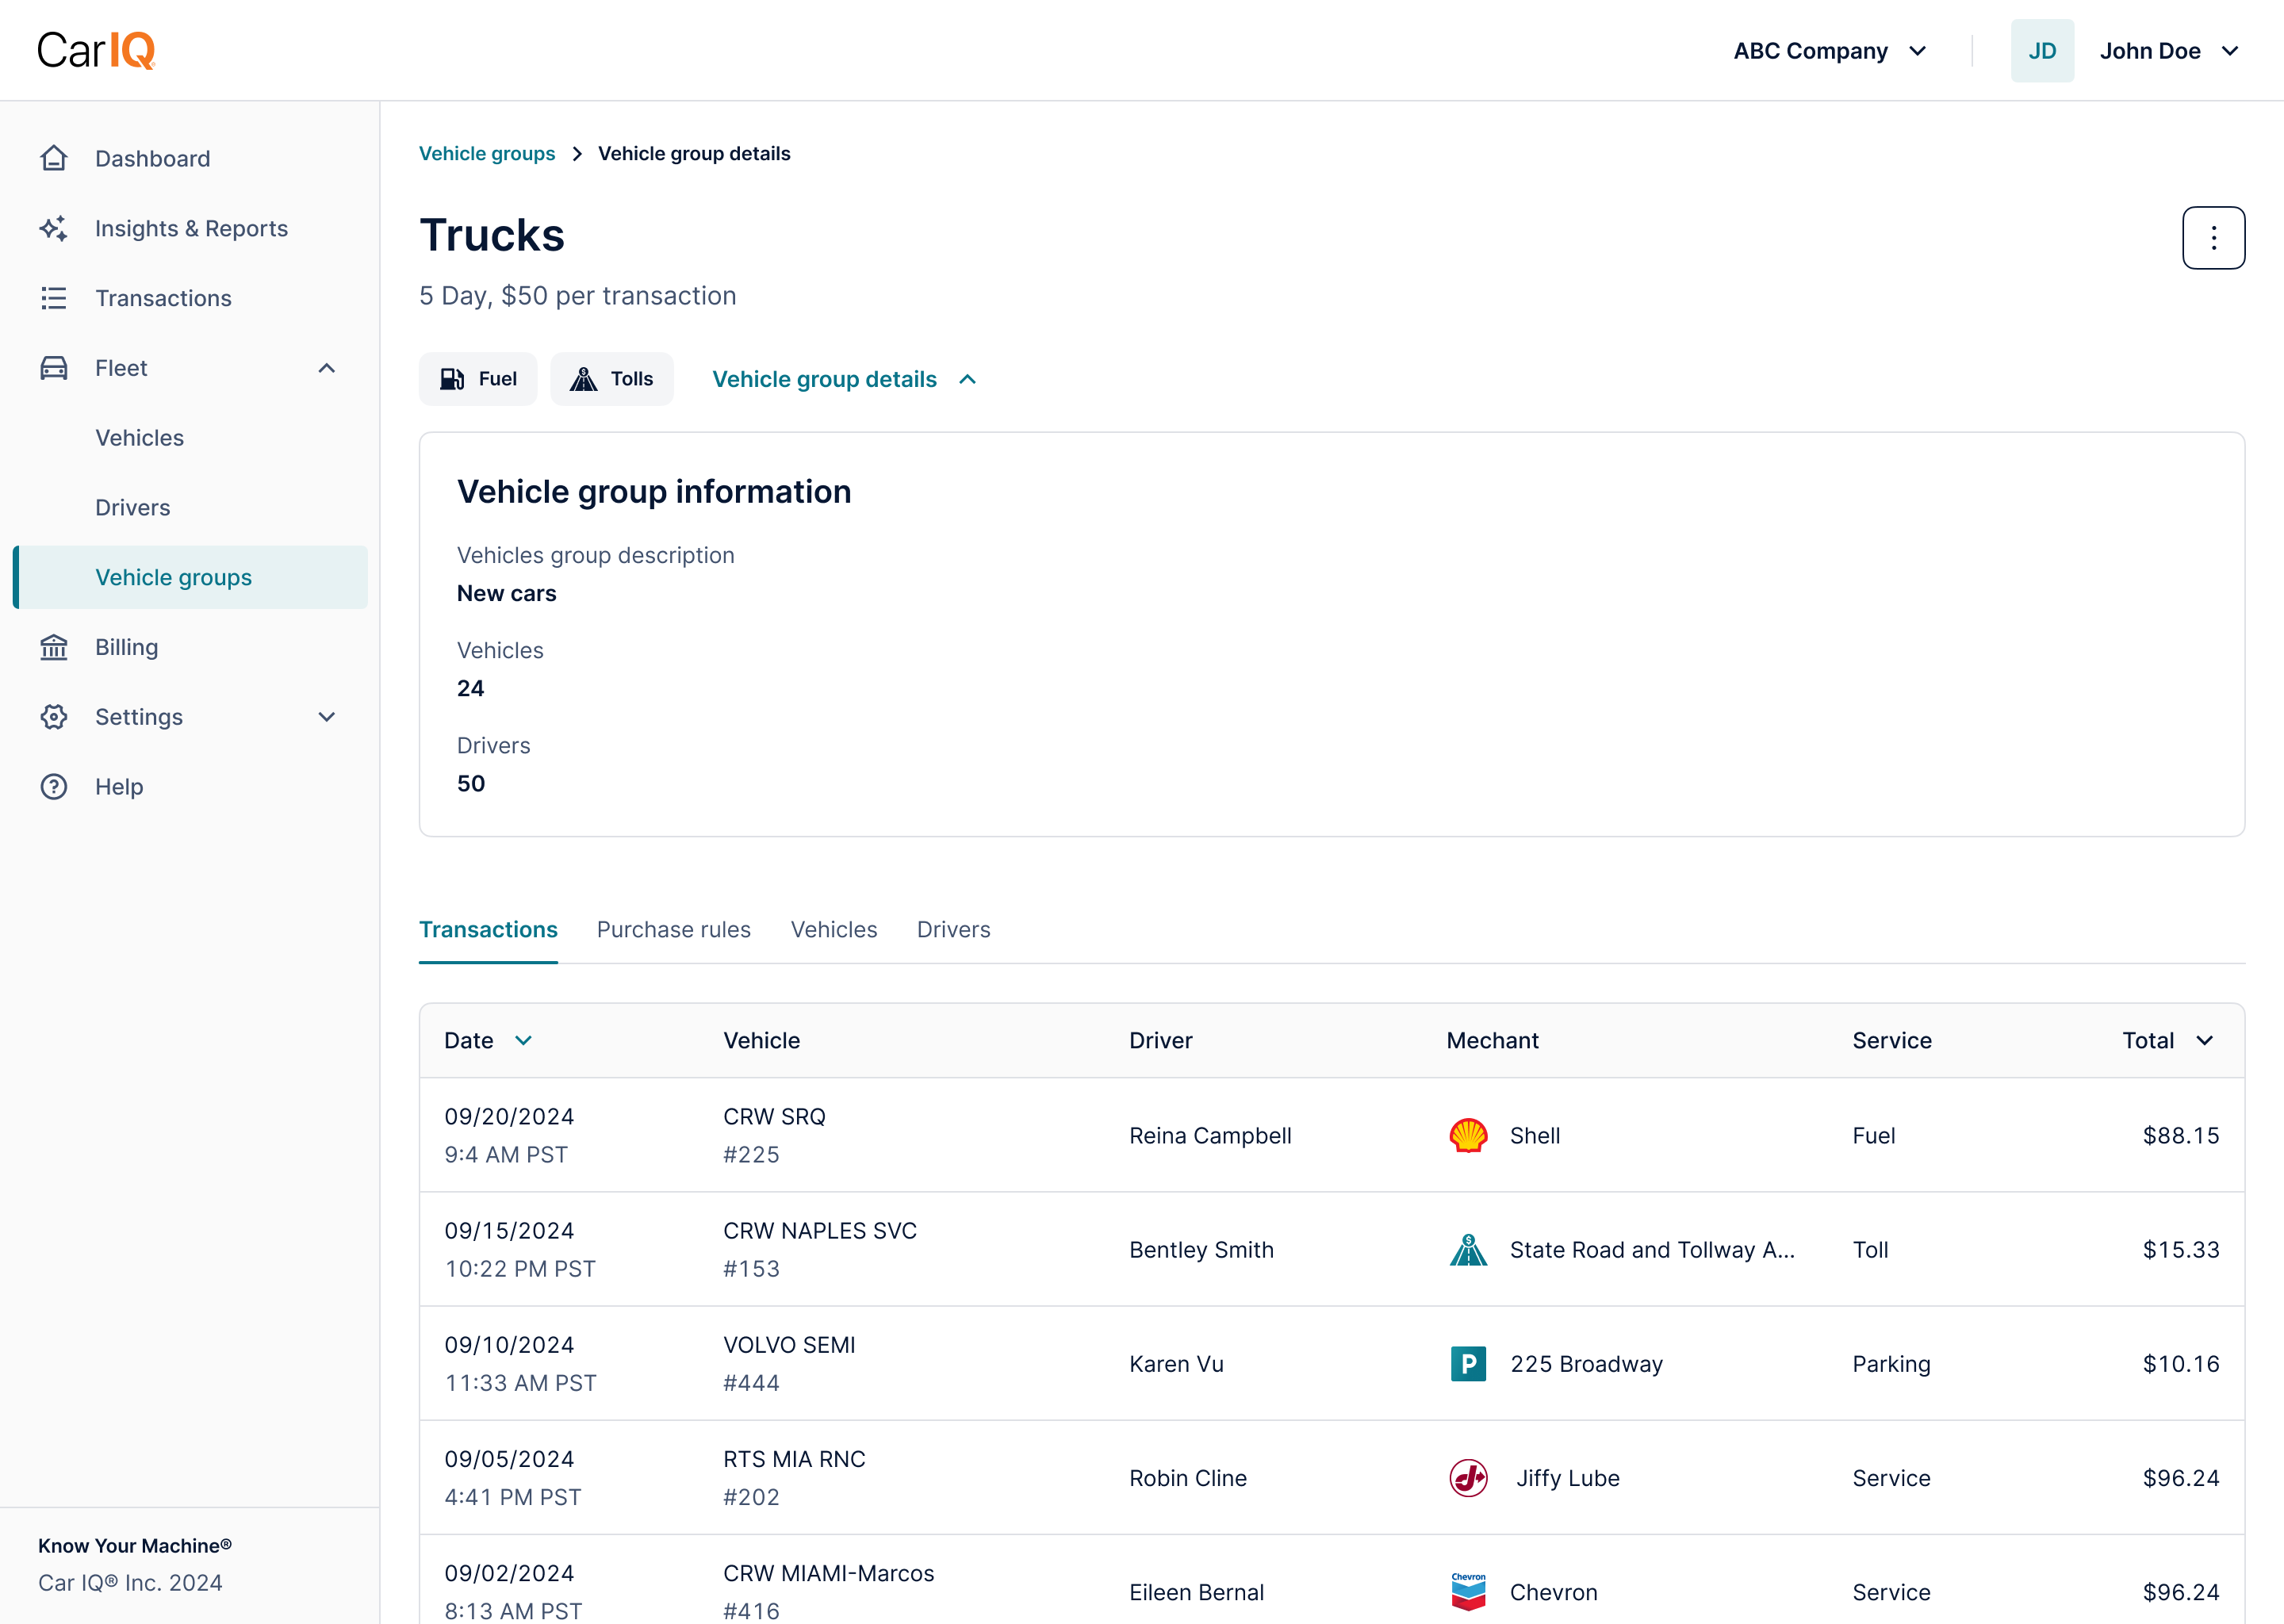 CarIQ
ABC Company
JD
John Doe
Dashboard
Insights & Reports
Transactions
Fleet
Vehicles
Drivers
Vehicle groups
Billing
Settings
Help
Know Your Machine®
Car IQ® Inc. 2024
Vehicle groups > Vehicle group details
Trucks
5 Day, $50 per transaction
Fuel
Tolls
Vehicle group details
Vehicle group information
Vehicles group description
New cars
Vehicles
24
Drivers
50
Transactions Purchase rules Vehicles Drivers
Date Vehicle Driver Mechant Service Total
09/20/2024
9:4 AM PST
CRW SRQ
#225
Reina Campbell
Shell
Fuel
$88.15
09/15/2024
10:22 PM PST
CRW NAPLES SVC
#153
Bentley Smith
$
State Road and Tollway A...
Toll
$15.33
09/10/2024
11:33 AM PST
VOLVO SEMI
#444
Karen Vu
P
225 Broadway
Parking
$10.16
09/05/2024
4:41 PM PST
RTS MIA RNC
#202
Robin Cline
J
Jiffy Lube
Service
$96.24
09/02/2024
8:13 AM PST
CRW MIAMI-Marcos
#416
Eileen Bernal
Chevron
Chevron
Service
$96.24